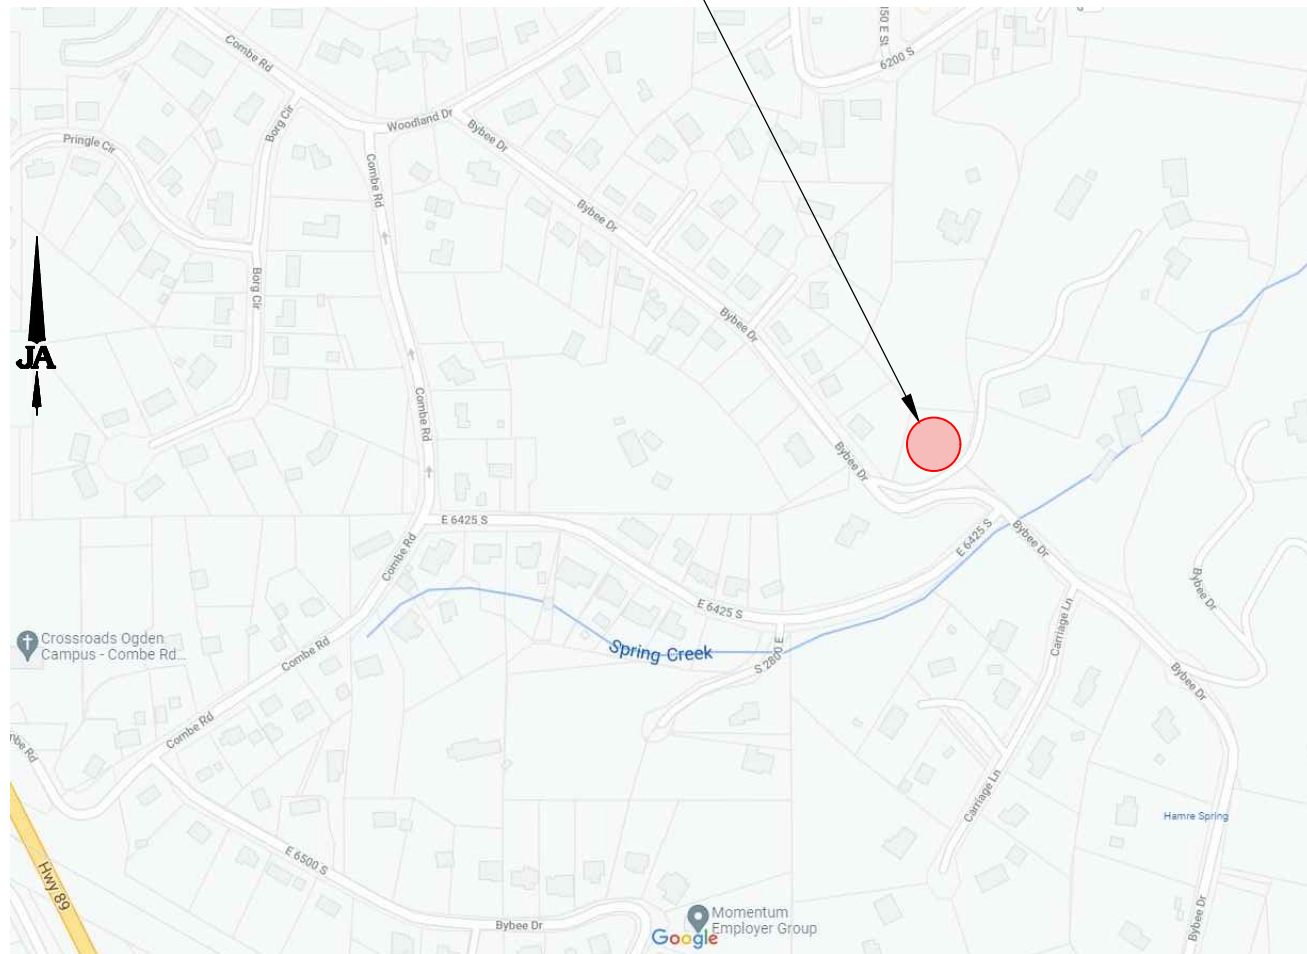 6200 S
Combe Rd
Woodland Dr
Borg Cir
Bybee Dr
Pringle Cir
Combe Rd
Bybee Dr
Borg Cir
Bybee Dr
JA
Combe Rd
Bybee Dr
E 6425 S
E 6425 S
Bybee Dr
Combe Rd
Bybee Dr
E 6425 S
Carriage Ln
Crossroads Ogden
Campus - Combe Rd...
Combe Rd
Spring Creek
S 2800 E
Bybee Dr
Combe Rd
Carriage Ln
Hamre Spring
E 6500 S
Hwy 89
Momentum
Employer Group
Bybee Dr
Bybee Dr
Google